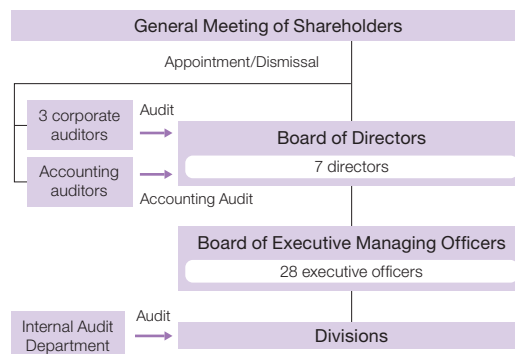 General Meeting of Shareholders
Appointment/Dismissal
3 corporate
auditors
Audit
Board of Directors
7 directors
Accounting
auditors
Accounting Audit
Board of Executive Managing Officers
28 executive officers
Internal Audit
Department
Audit
Divisions